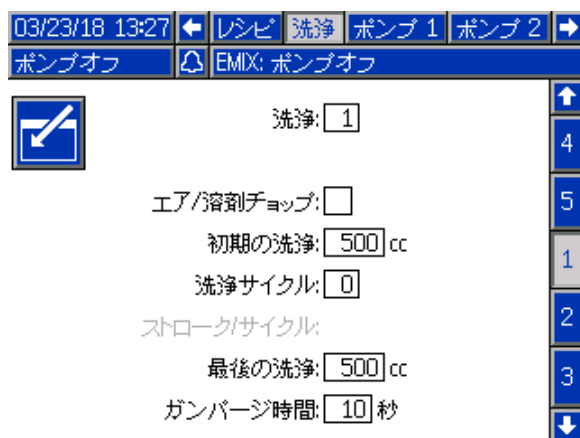 03/23/18 13:27 レシピ 洗浄 ポンプ 1 ポンプ 2
ポンプオフ EMIX: ポンプオフ
洗浄: 1
4
エア/溶剤チョップ:
5
初期の洗浄: 500 cc
1
洗浄サイクル: 0
ストローク/サイクル:
2
最後の洗浄: 500 cc
3
ガンパージ時間: 10 秒